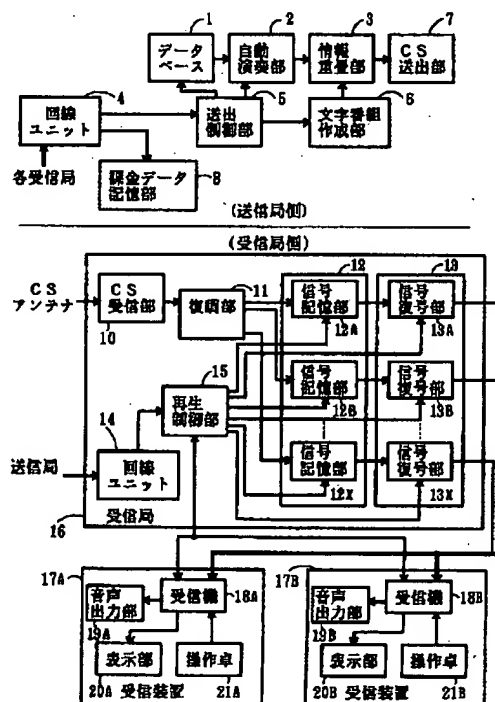 1
2
3
7
データ
ベース
自動
演奏部
情報
重畳部
CS
送出部
4
回線
ユニット
5
送出
制御部
6
文字番組
作成部
各受信局
課金データ
記憶部
8
(送信局側)
(受信局側)
CS
アンテナ
CS
受信部
10
11
復調部
12
信号
記憶部
12A
13
信号
復号部
13A
15
再生
制御部
信号
記憶部
12B
信号
復号部
13B
14
送信局
回線
ユニット
信号
記憶部
12X
信号
復号部
13X
16
受信局
17A
音声
出力部
19A
受信機
18A
表示部
操作卓
20A
受信装置
21A
17B
音声
出力部
19B
受信機
18B
表示部
操作卓
20B
受信装置
21B